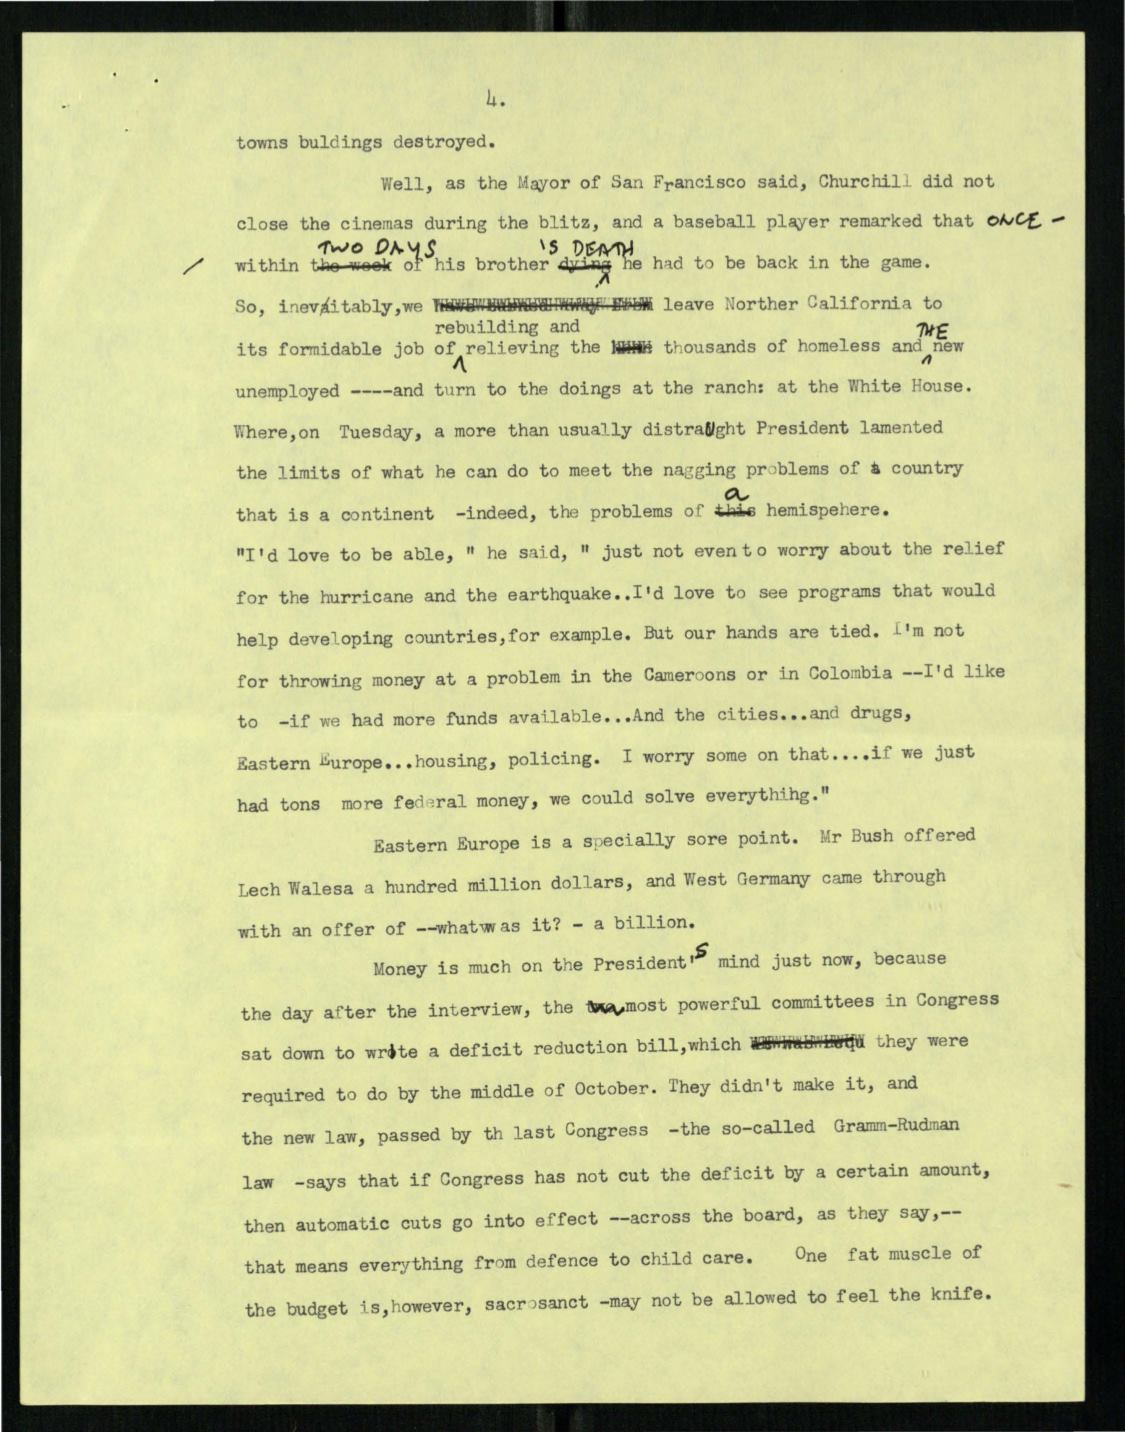 4.
towns buldings destroyed.
Well, as the Mayor of San Francisco said, Churchill did not
close the cinemas during the blitz, and a baseball player remarked that ONCE -
TWO DAYS 'S DEATH
/ within the week of his brother dying he had to be back in the game.
So, inevitably,we leave Norther California to
rebuilding and
THE
its formidable job of relieving the thousands of homeless and new
unemployed ----and turn to the doings at the ranch: at the White House.
Where,on Tuesday, a more than usually distraUght President lamented
the limits of what he can do to meet the nagging problems of a country
a
that is a continent -indeed, the problems of this hemispehere.
"I'd love to be able, " he said, " just not even to worry about the relief
for the hurricane and the earthquake..I'd love to see programs that would
help developing countries,for example. But our hands are tied. I'm not
for throwing money at a problem in the Cameroons or in Colombia --I'd like
to -if we had more funds available...And the cities...and drugs,
Eastern Europe...housing, policing. I worry some on that....if we just
had tons more federal money, we could solve everythihg."
Eastern Europe is a specially sore point. Mr Bush offered
Lech Walesa a hundred million dollars, and West Germany came through
with an offer of --what was it? - a billion.
Money is much on the President's mind just now, because
the day after the interview, the two most powerful committees in Congress
sat down to write a deficit reduction bill,which they were
required to do by the middle of October. They didn't make it, and
the new law, passed by th last Congress -the so-called Gramm-Rudman
law -says that if Congress has not cut the deficit by a certain amount,
then automatic cuts go into effect --across the board, as they say,--
that means everything from defence to child care. One fat muscle of
the budget is,however, sacrosanct -may not be allowed to feel the knife.